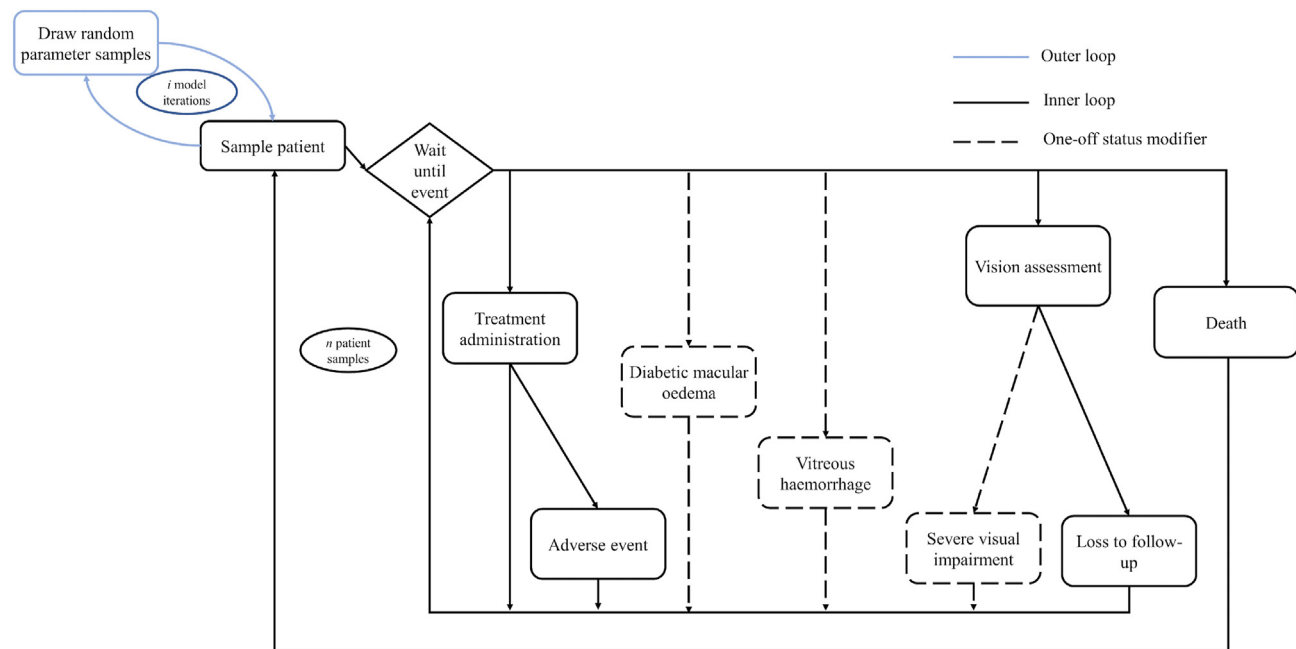 Draw random
parameter samples
i model
iterations
Sample patient
Wait
until
event
Outer loop
Inner loop
One-off status modifier
Vision assessment
Treatment
administration
Death
n patient
samples
Diabetic macular
oedema
Vitreous
haemorrhage
Adverse event
Severe visual
impairment
Loss to follow-
up